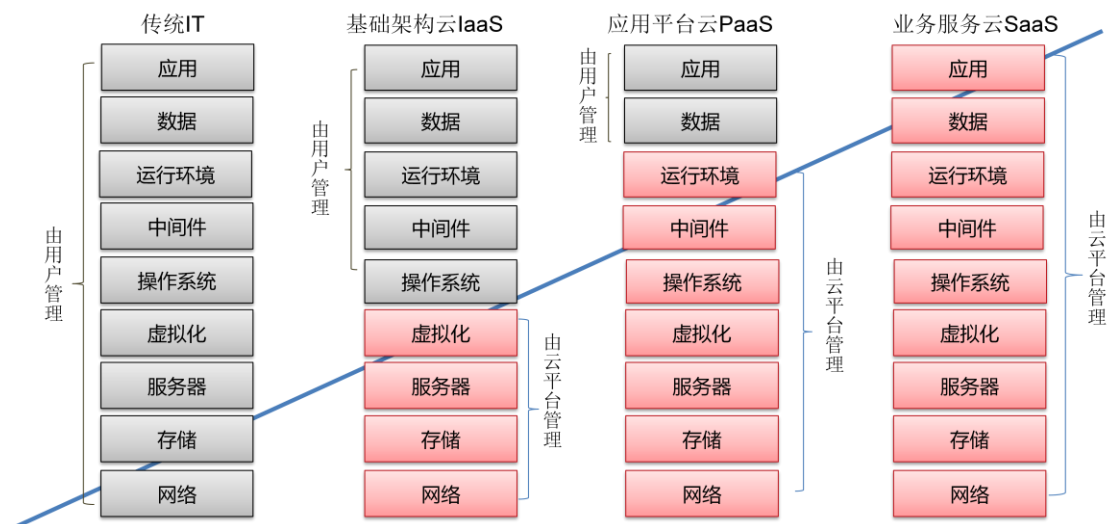 传统IT
基础架构云IaaS
应用平台云PaaS
业务服务云SaaS
由用户管理
应用
数据
运行环境
中间件
操作系统
虚拟化
服务器
存储
网络
由用户管理
应用
数据
运行环境
中间件
操作系统
虚拟化
服务器
存储
网络
由云平台管理
由用户管理
应用
数据
运行环境
中间件
操作系统
虚拟化
服务器
存储
网络
由云平台管理
应用
数据
运行环境
中间件
操作系统
虚拟化
服务器
存储
网络
由云平台管理